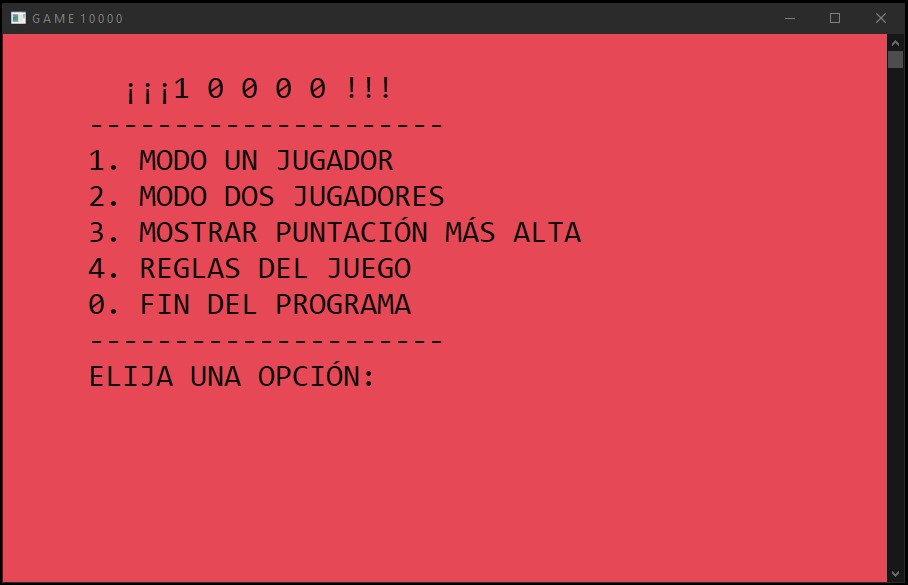 GAME 10000
¡¡¡1 0 0 0 0 !!!
---------------------
1. MODO UN JUGADOR
2. MODO DOS JUGADORES
3. MOSTRAR PUNTACIÓN MÁS ALTA
4. REGLAS DEL JUEGO
0. FIN DEL PROGRAMA
---------------------
ELIJA UNA OPCIÓN: